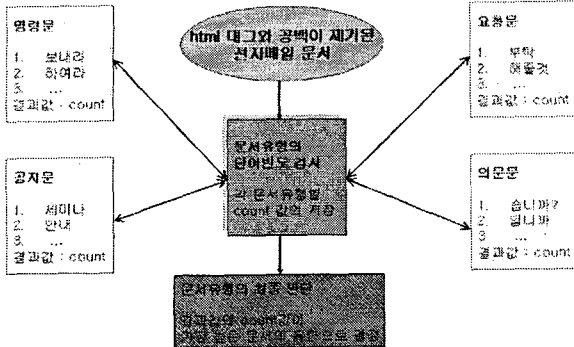 명령문
1. 보내라
2. 하여라
3. ...
결과값 : count
html 태그와 공백이 제거된
전자메일 문서
요청문
1. 부탁
2. 해줄것
3. ...
결과값 : count
문서유형의
단어빈도 검사
각 문서유형별
count 값의 저장
공지문
1. 세미나
2. 안내
3. ...
결과값 : count
의문문
1. 습니까?
2. 됩니까
3 ...
결과값 : count
문서유형의 최종 판단
결과값의 count값이
가장 높은 문서의 유형으로 결정